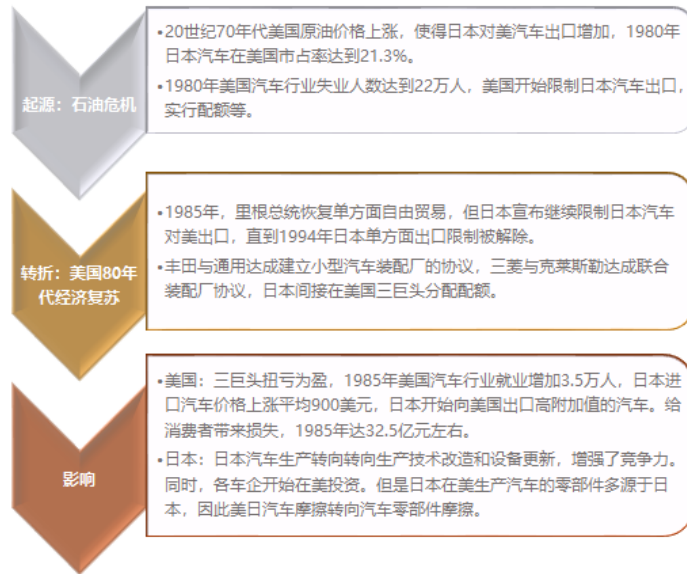 起源：石油危机
•20世纪70年代美国原油价格上涨，使得日本对美汽车出口增加，1980年
日本汽车在美国市占率达到21.3%。
•1980年美国汽车行业失业人数达到22万人，美国开始限制日本汽车出口，
实行配额等。
转折：美国80年
代经济复苏
•1985年，里根总统恢复单方面自由贸易，但日本宣布继续限制日本汽车
对美出口，直到1994年日本单方面出口限制被解除。
•丰田与通用达成建立小型汽车装配厂的协议，三菱与克莱斯勒达成联合
装配厂协议，日本间接在美国三巨头分配配额。
影响
•美国：三巨头扭亏为盈，1985年美国汽车行业就业增加3.5万人，日本进
口汽车价格上涨平均900美元，日本开始向美国出口高附加值的汽车。给
消费者带来损失，1985年达32.5亿元左右。
•日本：日本汽车生产转向转向生产技术改造和设备更新，增强了竞争力。
同时，各车企开始在美投资。但是日本在美生产汽车的零部件多源于日
本，因此美日汽车摩擦转向汽车零部件摩擦。